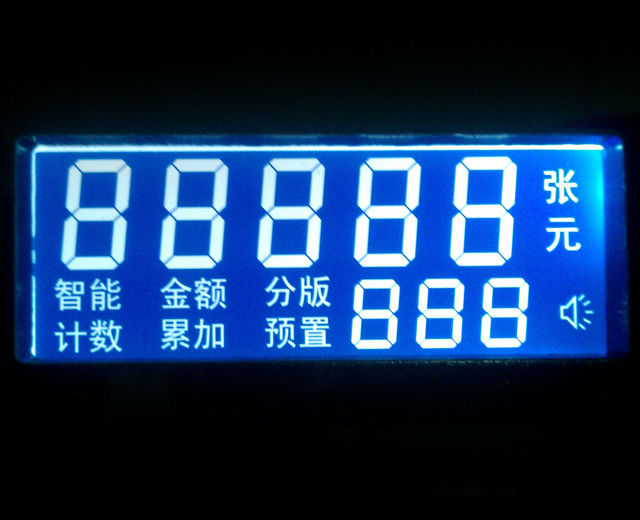 88888 张
元
智能 金额 分版 888
计数 累加 预置